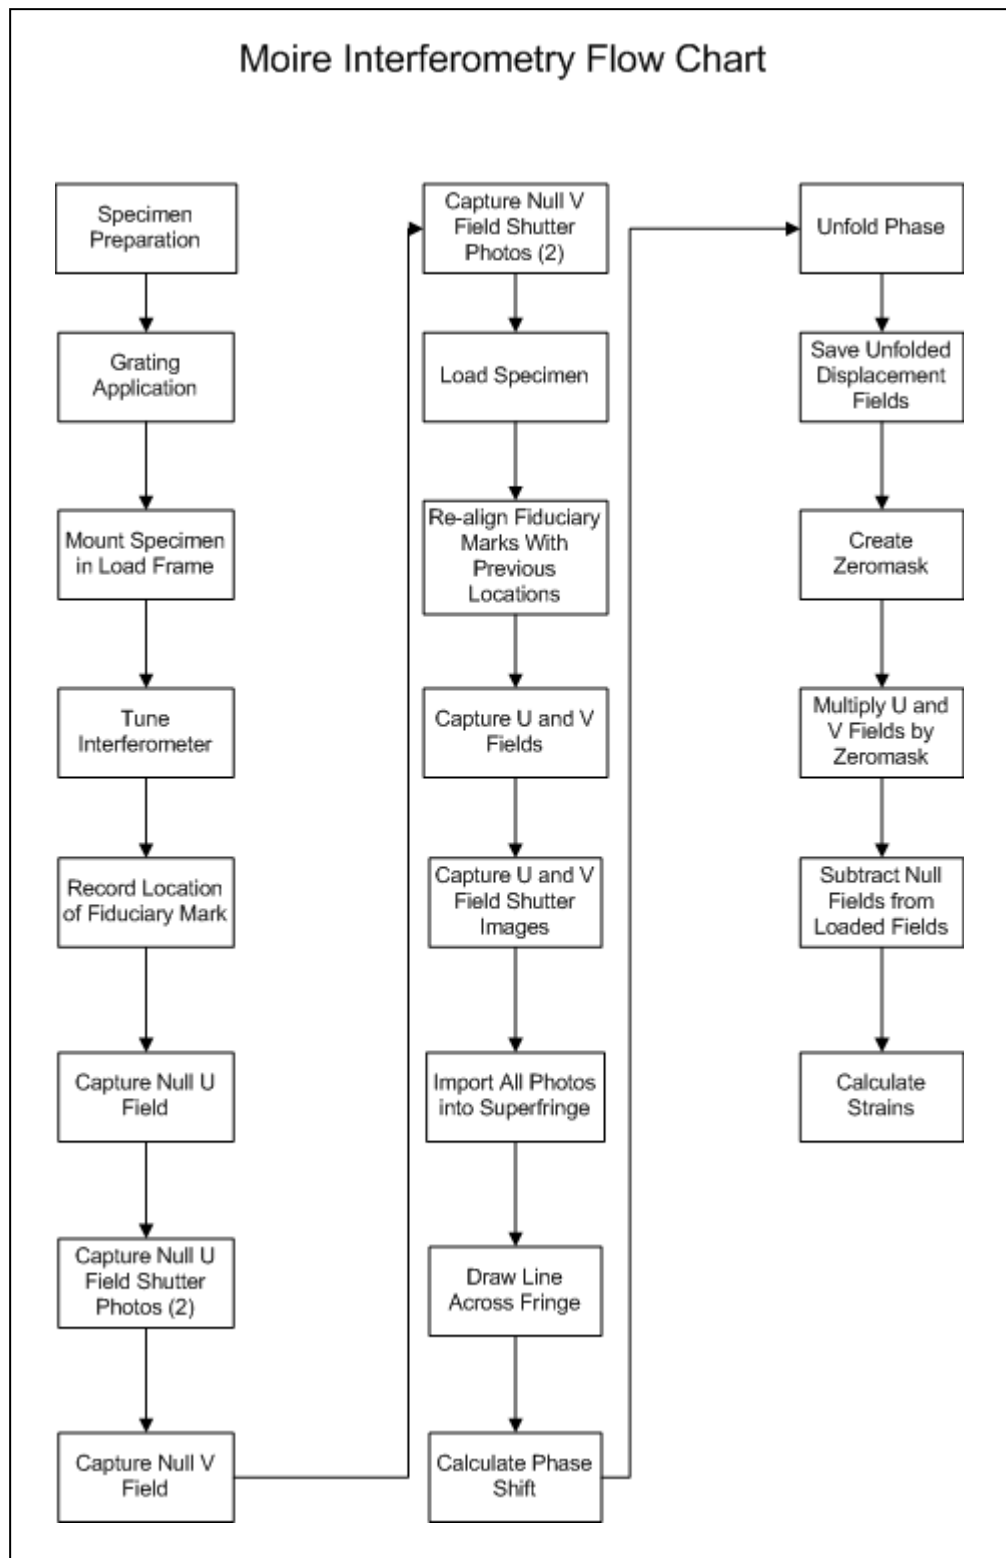 Moire Interferometry Flow Chart
Specimen
Preparation
Grating
Application
Mount Specimen
in Load Frame
Tune
Interferometer
Record Location
of Fiduciary Mark
Capture Null U
Field
Capture Null U
Field Shutter
Photos (2)
Capture Null V
Field
Capture Null V
Field Shutter
Photos (2)
Load Specimen
Re-align Fiduciary
Marks With
Previous
Locations
Capture U and V
Fields
Capture U and V
Field Shutter
Images
Import All Photos
into Superfringe
Draw Line
Across Fringe
Calculate Phase
Shift
Unfold Phase
Save Unfolded
Displacement
Fields
Create
Zeromask
Multiply U and
V Fields by
Zeromask
Subtract Null
Fields from
Loaded Fields
Calculate
Strains